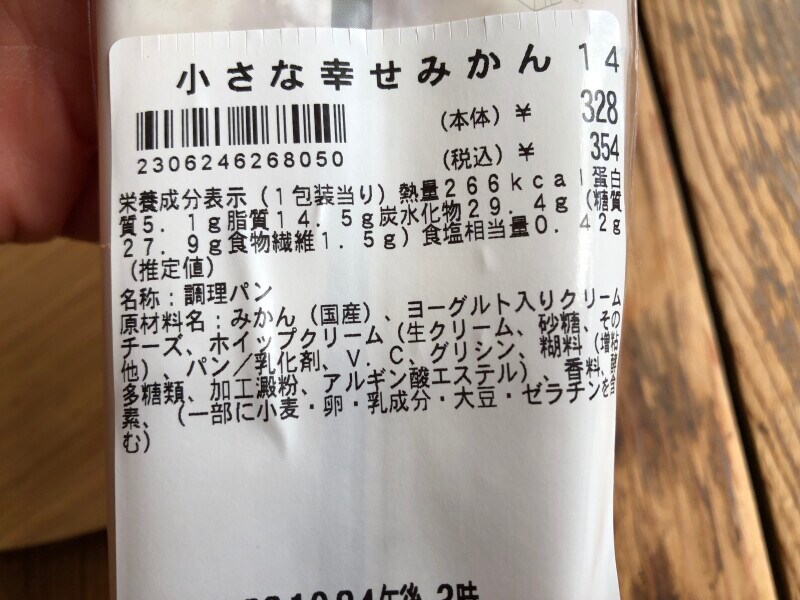 小さな幸せみかん 14
(本体) ¥ 328
2306246268050
(税込) ¥ 354
栄養成分表示(1包装当り)熱量266kcal蛋白
質5.1g脂質14.5g炭水化物29.4g(糖質
27.9g食物繊維1.5g)食塩相当量0.42g
(推定値)
名称:調理パン
原材料名:みかん(国産)、ヨーグルト入りクリーム
チーズ、ホイップクリーム(生クリーム、砂糖、その
他)、パン/乳化剤、V.C、グリシン、糊料(増粘
多糖類、加工澱粉、アルギン酸エステル)、香料、酵
素、(一部に小麦・卵・乳成分・大豆・ゼラチンを含
む)
午後 3時